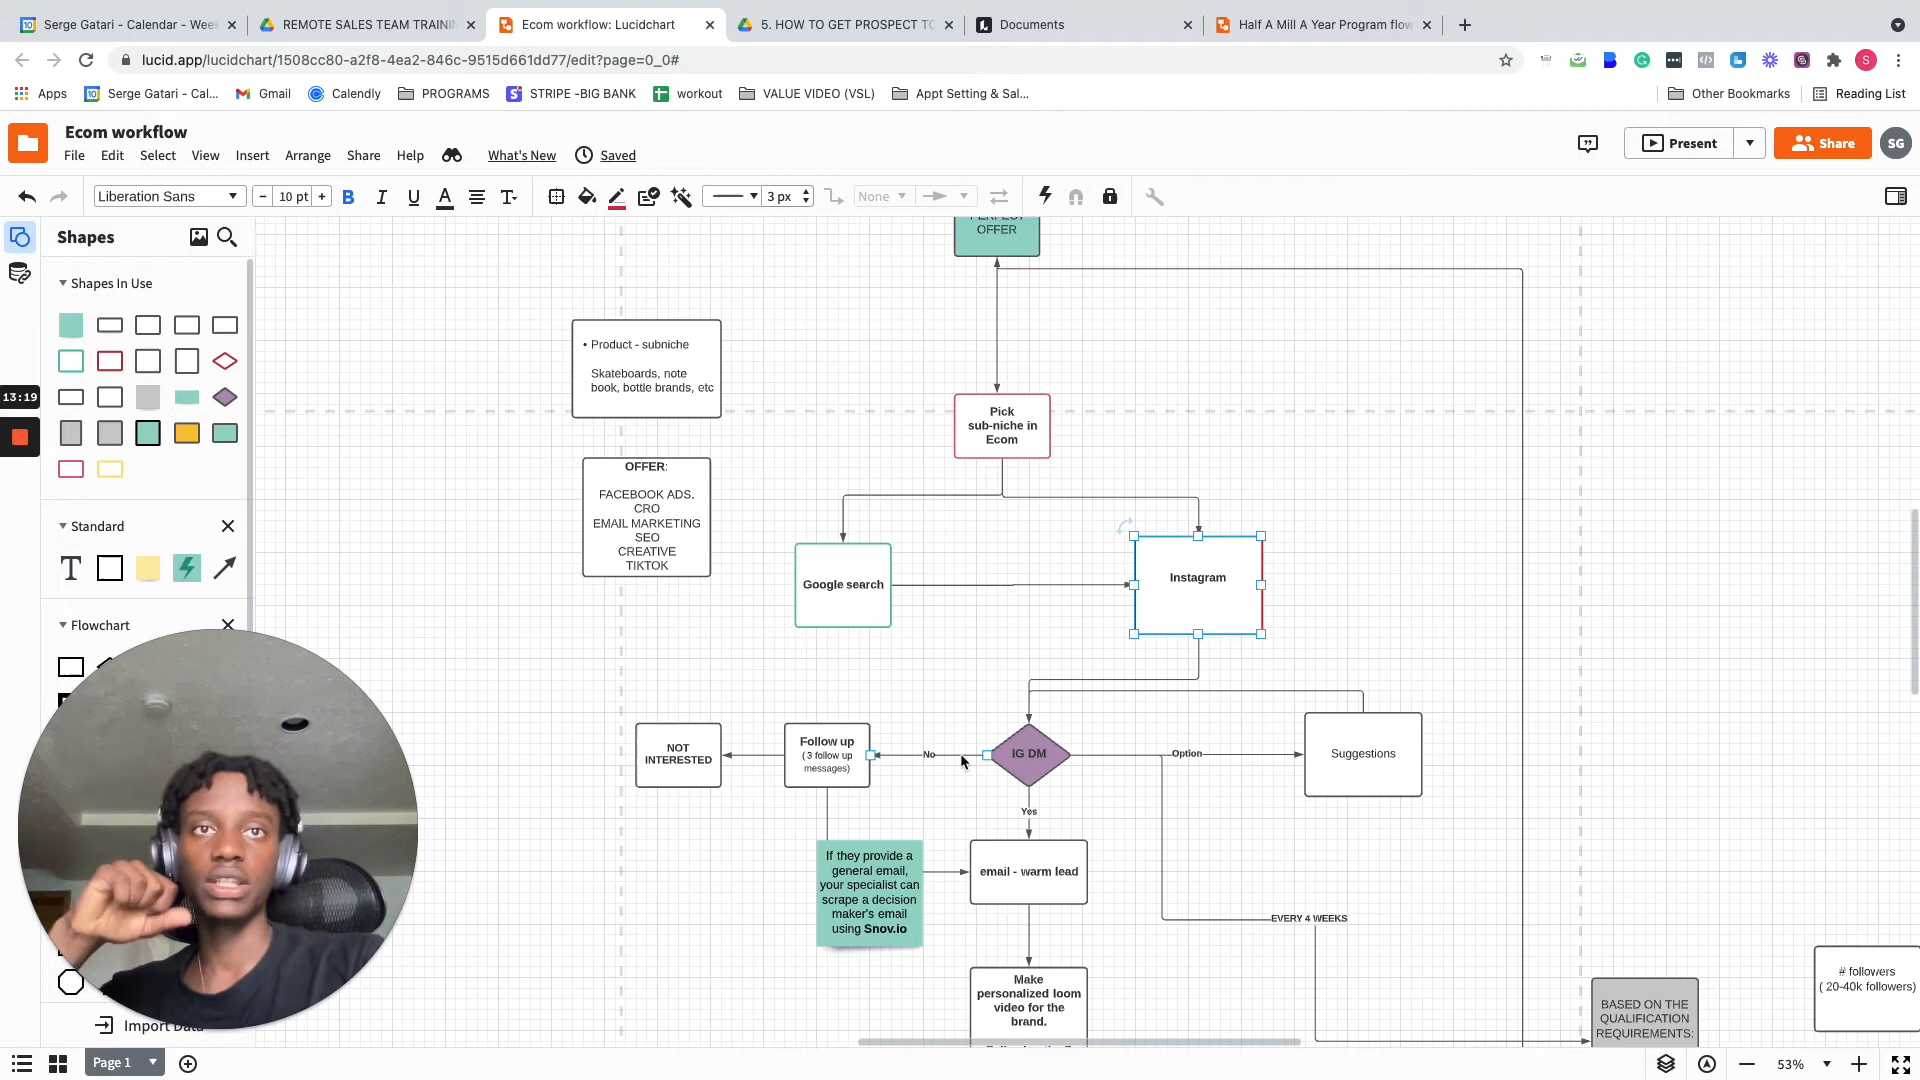 Serge Gatari - Calendar - Wee
REMOTE SALES TEAM TRAININ
Ecom workflow: Lucidchart
5. HOW TO GET PROSPECT TO
Documents
Half A Mill A Year Program flow
lucid.app/lucidchart/1508cc80-a2f8-4ea2-846c-9515d661dd77/edit?page=0_0#
S
Apps
Serge Gatari - Cal...
Gmail
Calendly
PROGRAMS
STRIPE -BIG BANK
workout
VALUE VIDEO (VSL)
Appt Setting & Sal...
Other Bookmarks
Reading List
Ecom workflow
File
Edit
Select
View
Insert
Arrange
Share
Help
What's New
Saved
Present
Share
SG
Liberation Sans
10 pt
3 px
None
Shapes
Shapes In Use
13:19
Standard
Flowchart
Import Data
PERFECT
OFFER
• Product - subniche
Skateboards, note
book, bottle brands, etc
Pick
sub-niche in
Ecom
OFFER:
FACEBOOK ADS.
CRO
EMAIL MARKETING
SEO
CREATIVE
TIKTOK
Google search
Instagram
NOT
INTERESTED
Follow up
( 3 follow up
messages)
No
IG DM
Option
Suggestions
Yes
If they provide a
general email,
your specialist can
scrape a decision
maker's email
using Snov.io
email - warm lead
EVERY 4 WEEKS
Make
personalized loom
video for the
brand.
# followers
( 20-40k followers)
BASED ON THE
QUALIFICATION
REQUIREMENTS:
Page 1
53%